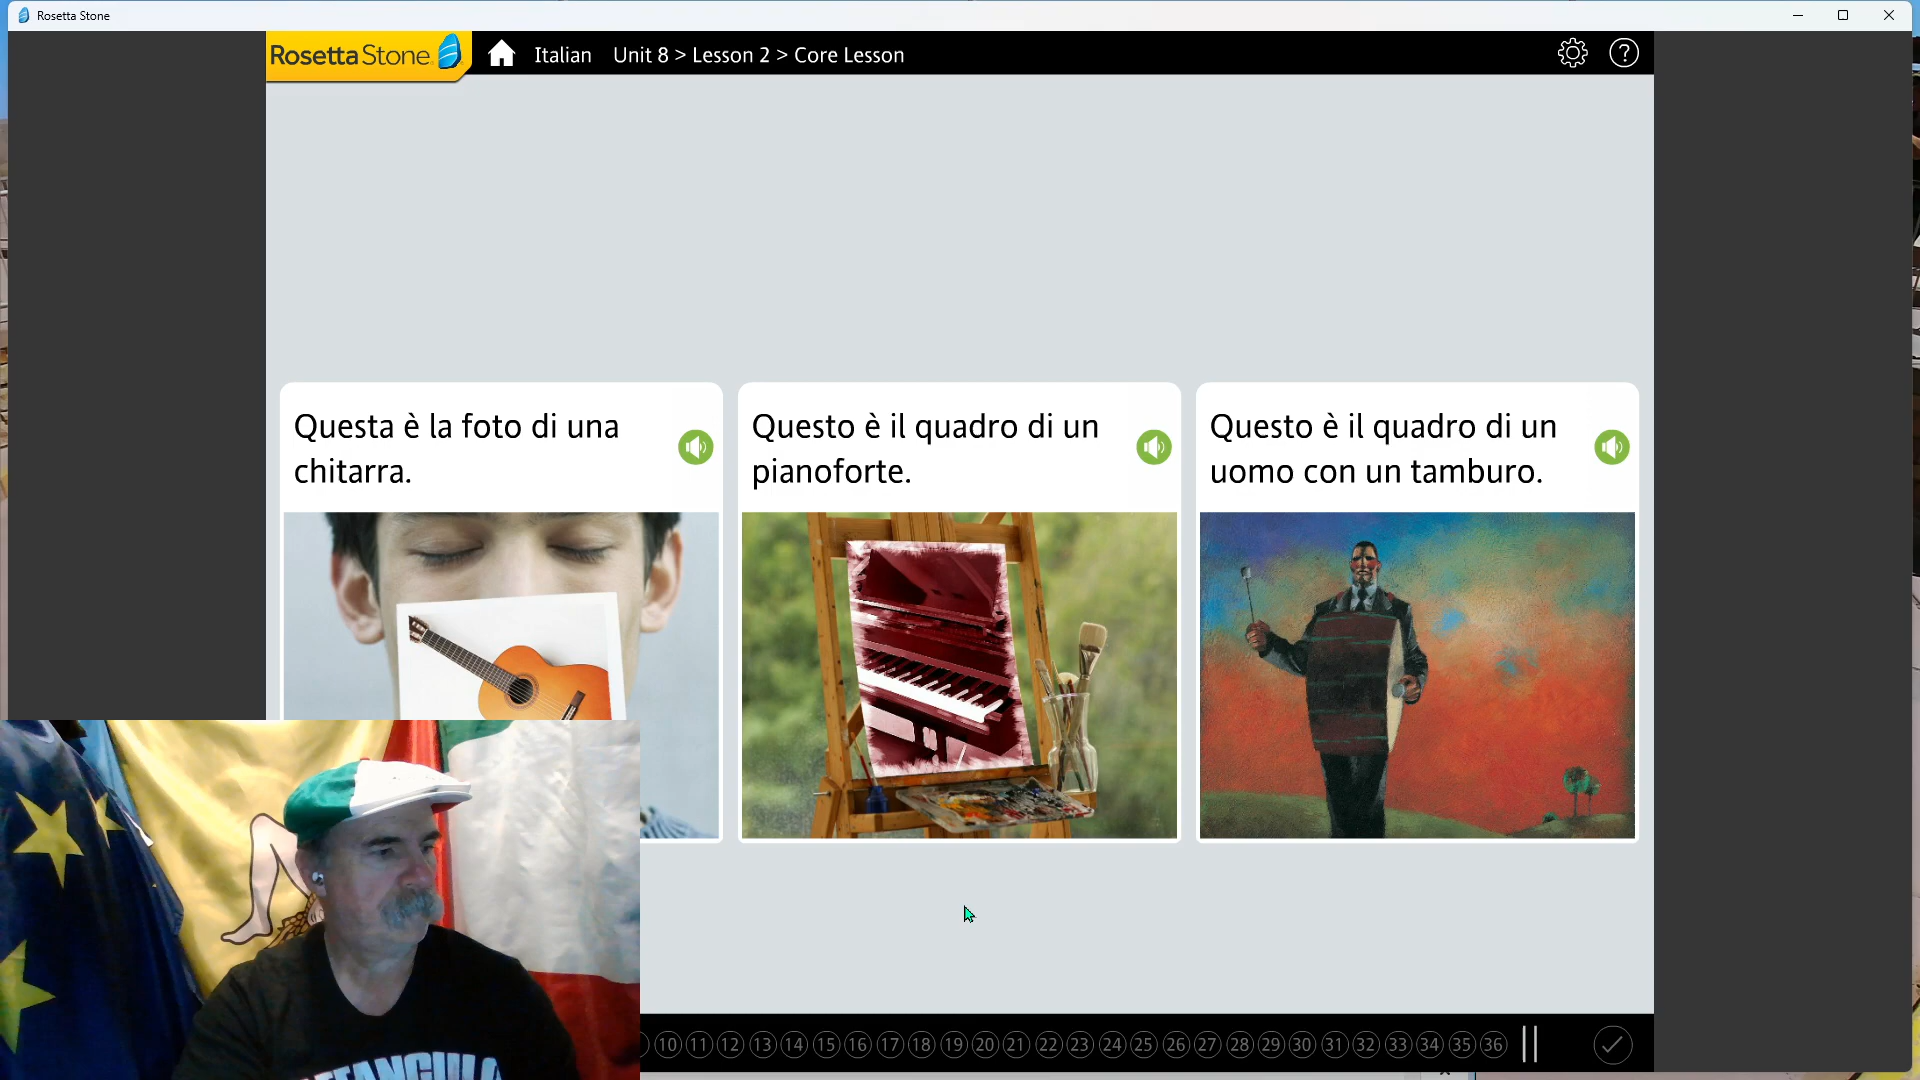 Rosetta Stone
RosettaStone Italian Unit 8 > Lesson 2 > Core Lesson ?
Questa è la foto di una
chitarra.
Questo è il quadro di un
pianoforte.
Questo è il quadro di un
uomo con un tamburo.
10 11 12 13 14 15 16 17 18 19 20 21 22 23 24 25 26 27 28 29 30 31 32 33 34 35 36